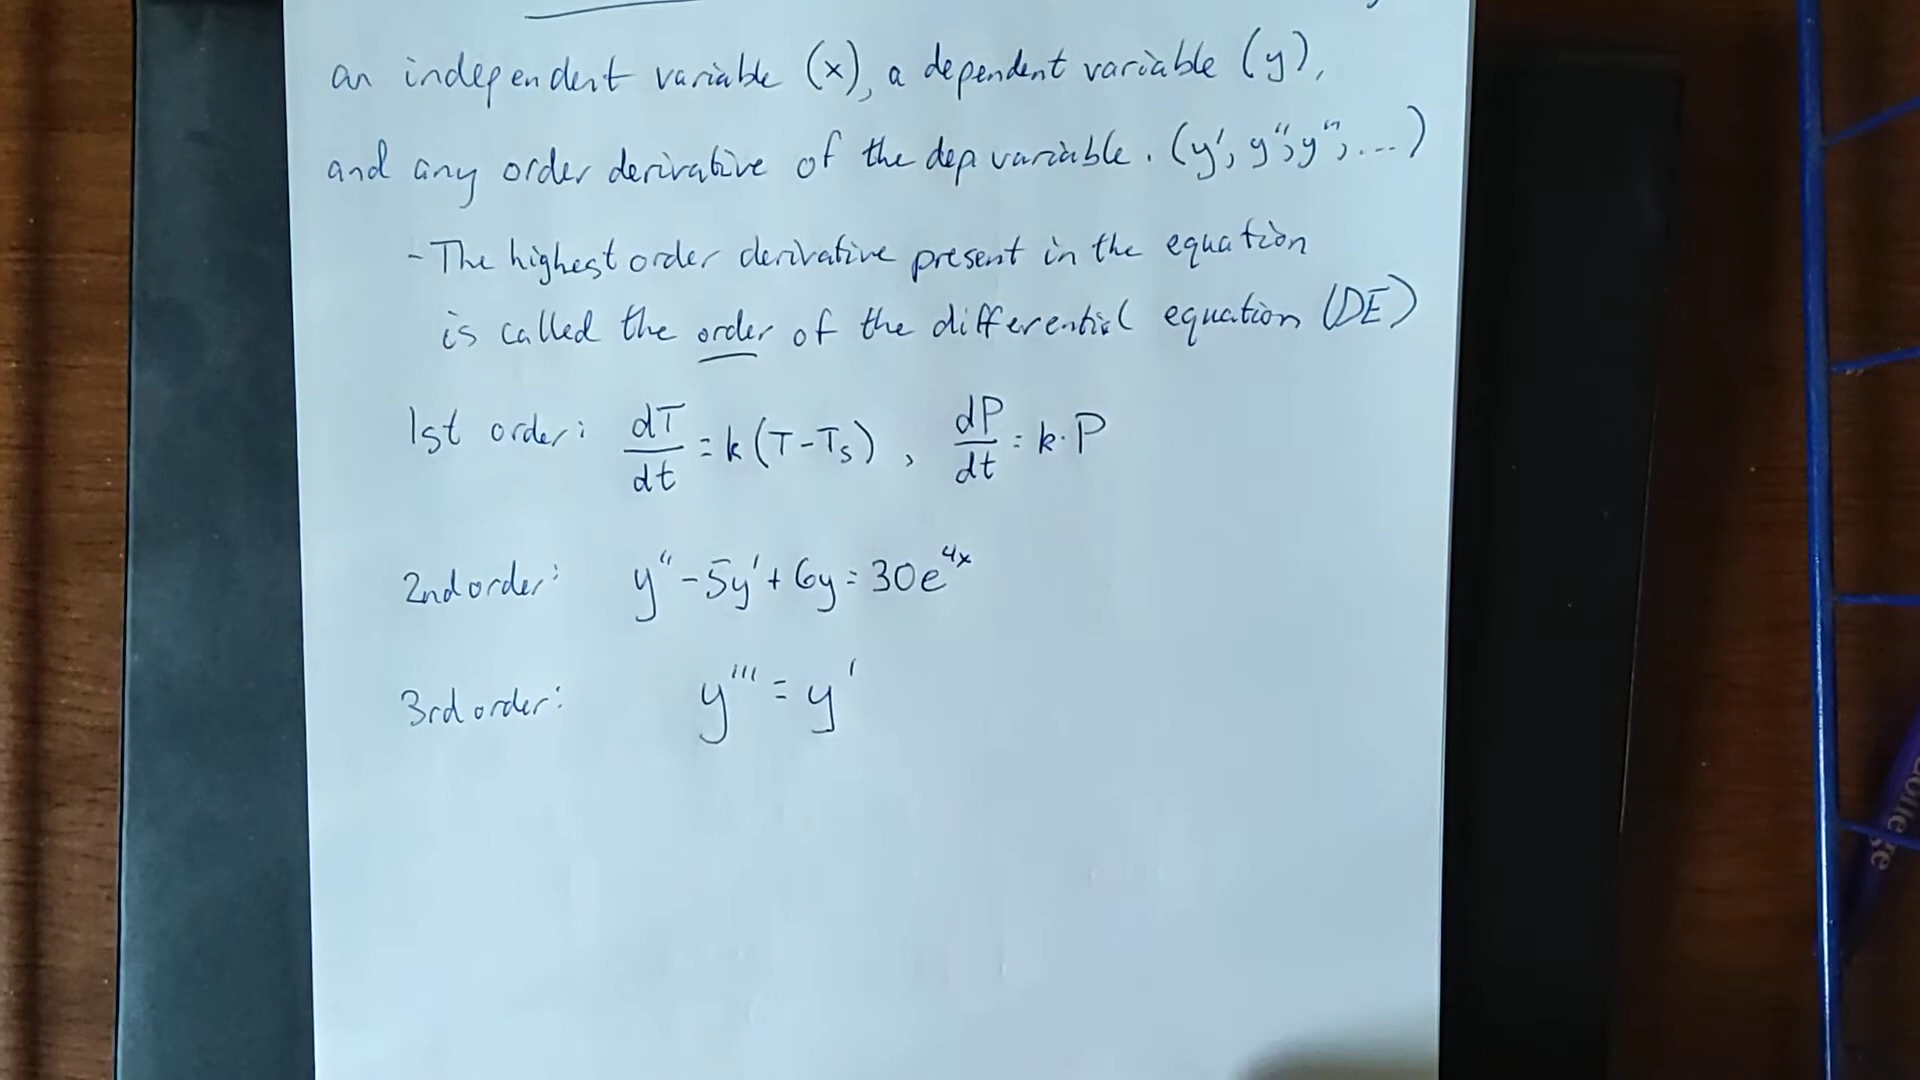 an independent variable (x), a dependent variable (y),
and any order derivative of the dep variable. (y', y'', y''', ...)
- The highest order derivative present in the equation
is called the order of the differential equation (DE)
1st order: dT/dt = k(T-Ts), dP/dt = k·P
2nd order: y'' - 5y' + 6y = 30e^4x
3rd order: y''' = y'
College